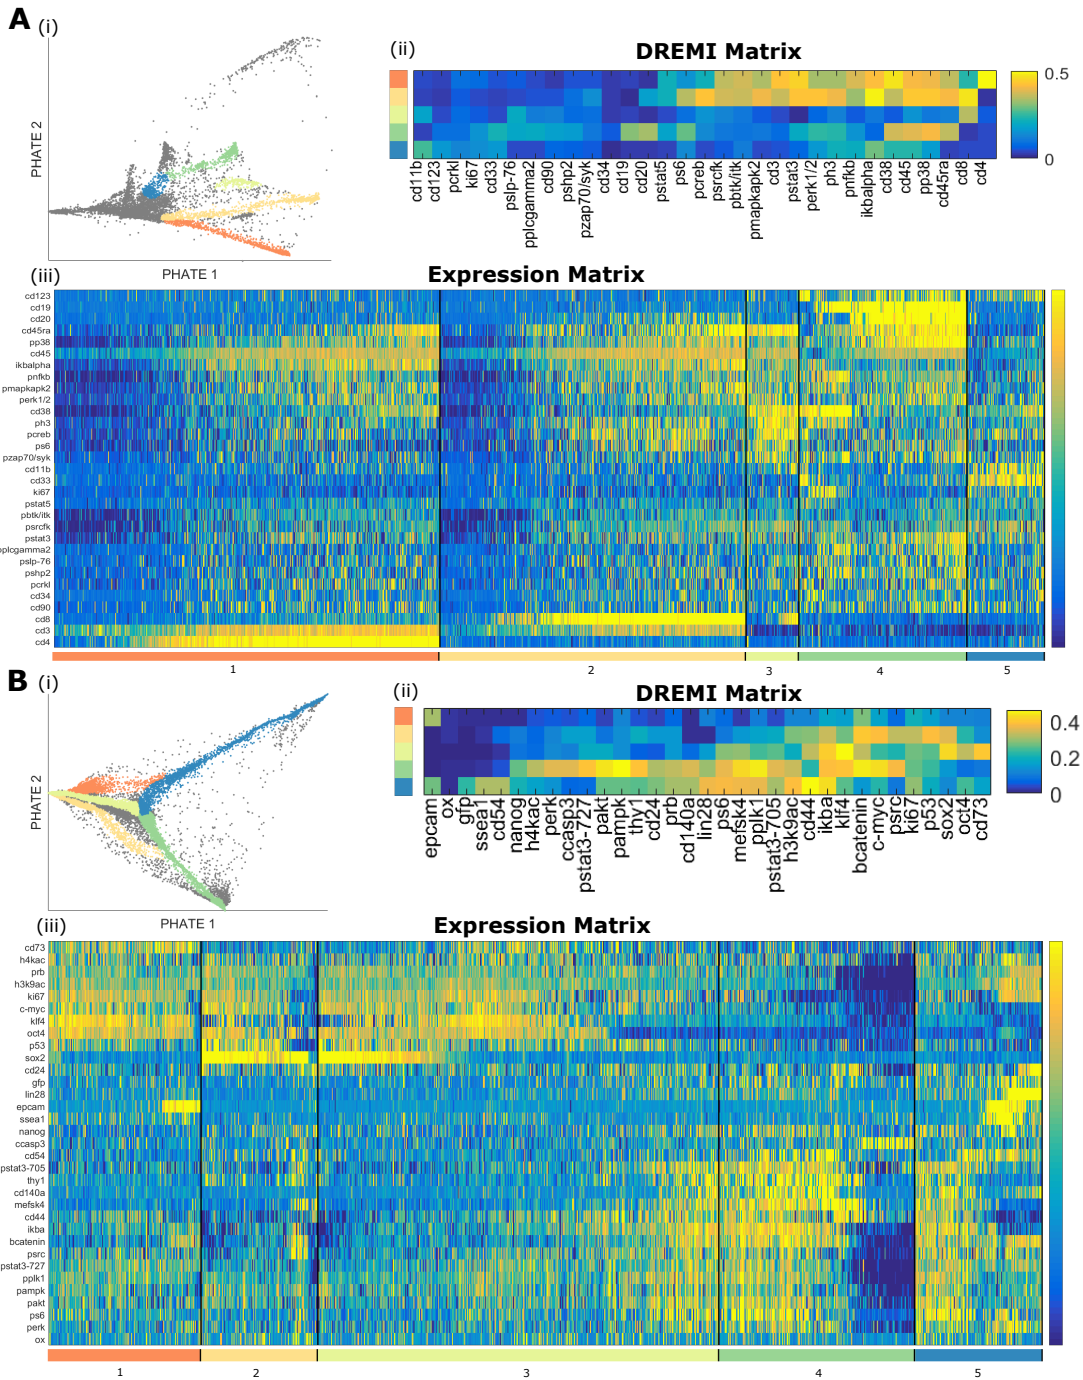 A
(i)
PHATE 2
PHATE 1
(ii)
DREMI Matrix
0.5
0
cd11b
cd123
pcrkl
ki67
cd33
pslp-76
pplcgamma2
cd90
pshp2
pzap70/syk
cd34
cd19
cd20
pstat5
ps6
pcreb
psrcfk
pbtk/itk
pmapkapk2
cd3
pstat3
perk1/2
ph3
pnfkb
ikbalpha
cd38
cd45
pp38
cd45ra
cd8
cd4
(iii)
Expression Matrix
cd123
cd19
cd20
cd45ra
pp38
cd45
ikbalpha
pnfkb
pmapkapk2
perk1/2
cd38
ph3
pcreb
ps6
pzap70/syk
cd11b
cd33
ki67
pstat5
pbtk/itk
psrcfk
pstat3
pplcgamma2
pslp-76
pshp2
pcrkl
cd34
cd90
cd8
cd3
cd4
1 2 3 4 5
B
(i)
PHATE 2
PHATE 1
(ii)
DREMI Matrix
0.4
0.2
0
epcam
ox
gfp
ssea1
cd54
nanog
h4kac
perk
ccasp3
pstat3-727
pakt
pampk
thy1
cd24
prb
cd140a
lin28
ps6
mefsk4
pplk1
pstat3-705
h3k9ac
cd44
ikba
klf4
bcatenin
c-myc
psrc
ki67
p53
sox2
oct4
cd73
(iii)
Expression Matrix
cd73
h4kac
prb
h3k9ac
ki67
c-myc
klf4
oct4
p53
sox2
cd24
gfp
lin28
epcam
ssea1
nanog
ccasp3
cd54
pstat3-705
thy1
cd140a
mefsk4
cd44
ikba
bcatenin
psrc
pstat3-727
pplk1
pampk
pakt
ps6
perk
ox
1 2 3 4 5